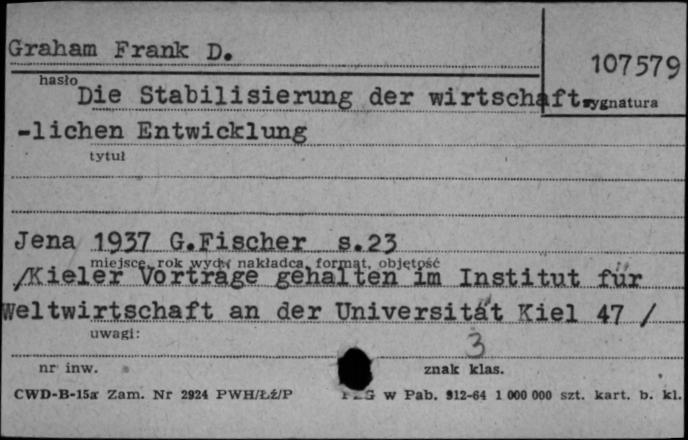 Graham Frank D.
107579
hasło
Die Stabilisierung der wirtschaft
sygnatura
-lichen Entwicklung
tytuł
Jena 1937 G.Fischer s.23
miejsce, rok wyd., nakładca, format, objętość
/Kieler Vorträge gehalten im Institut für
Weltwirtschaft an der Universität Kiel 47 /
uwagi:
3
nr inw.
znak klas.
CWD-B-15a Zam. Nr 2924 PWH/Łź/P
w Pab. 912-64 1 000 000 szt. kart. b. kl.